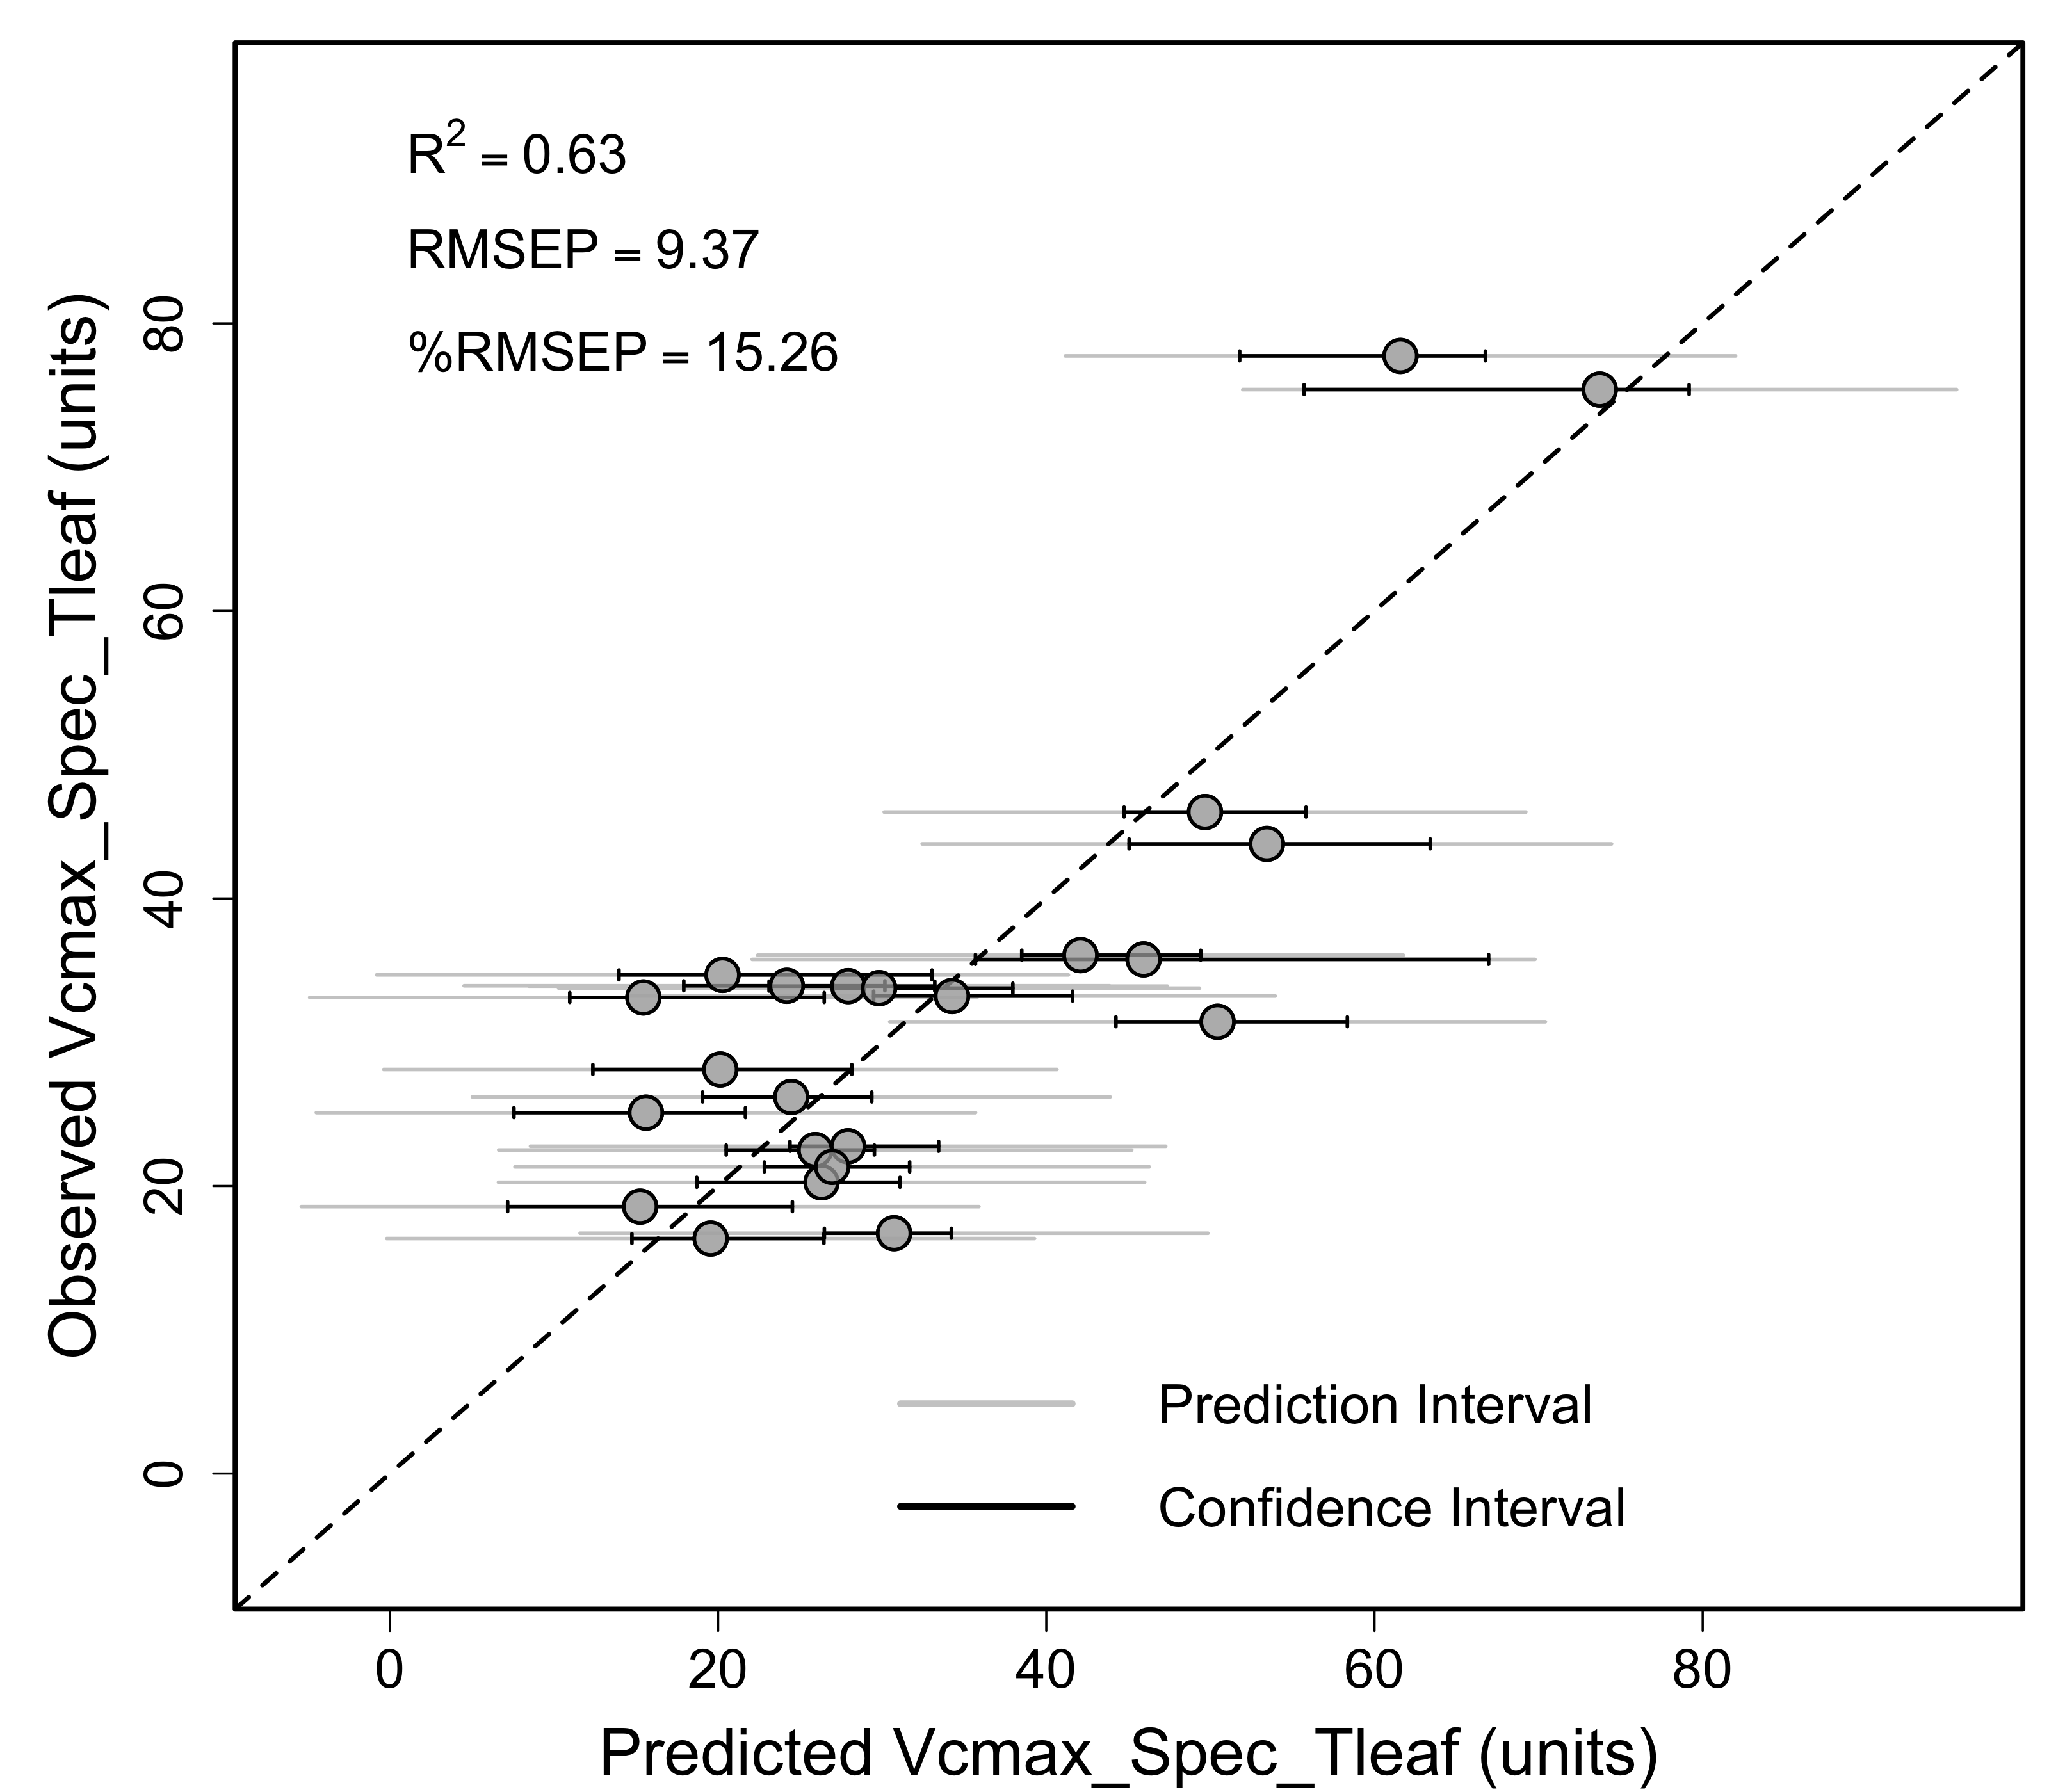 R² = 0.63
RMSEP = 9.37
%RMSEP = 15.26
Observed Vcmax_Spec_Tleaf (units)
80
60
40
20
0
Prediction Interval
Confidence Interval
0 20 40 60 80
Predicted Vcmax_Spec_Tleaf (units)